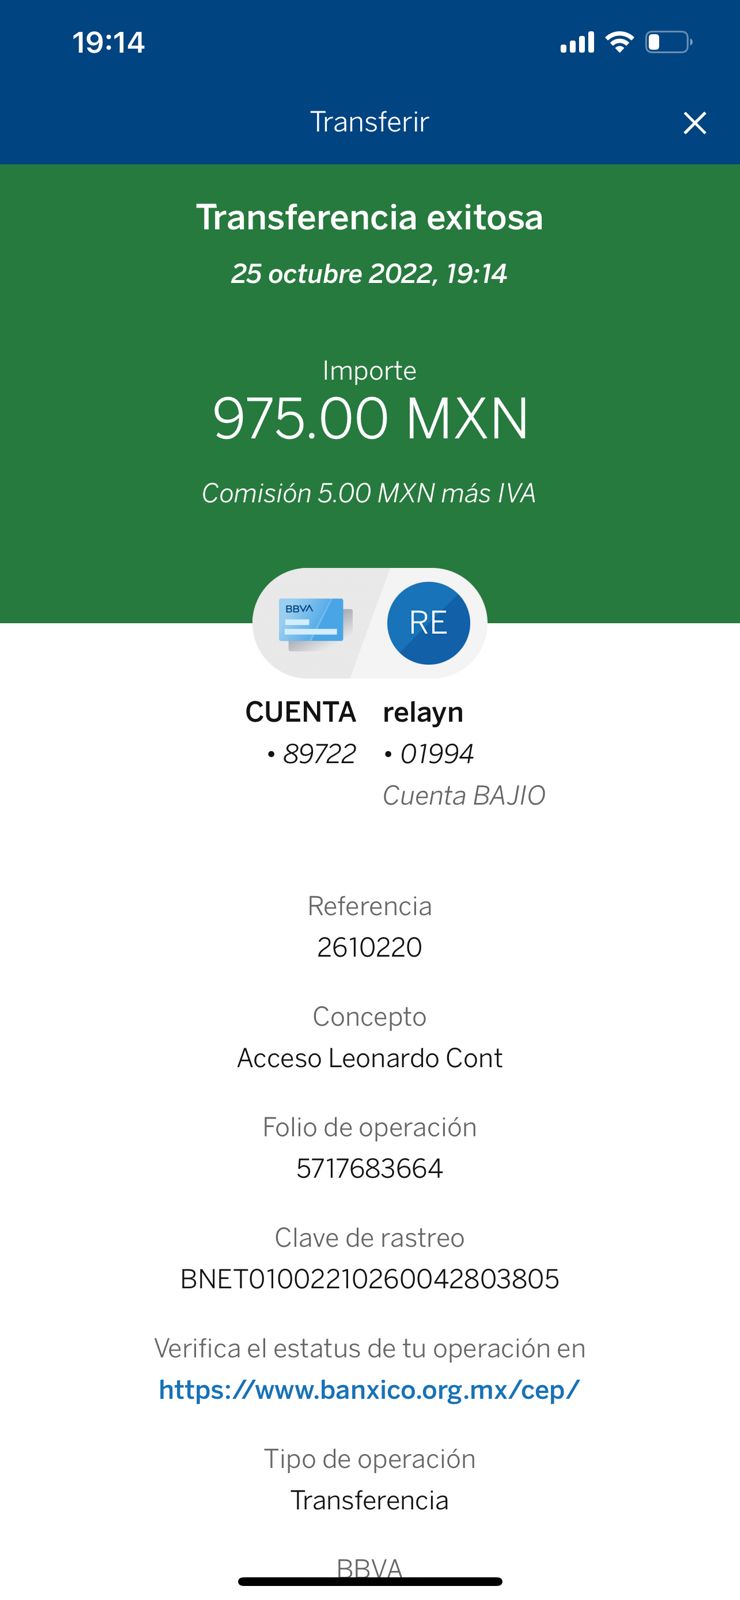 19:14
Transferir
Transferencia exitosa
25 octubre 2022, 19:14
Importe
975.00 MXN
Comisión 5.00 MXN más IVA
BBVA
RE
CUENTA
• 89722
relayn
• 01994
Cuenta BAJIO
Referencia
2610220
Concepto
Acceso Leonardo Cont
Folio de operación
5717683664
Clave de rastreo
BNET01002210260042803805
Verifica el estatus de tu operación en
https://www.banxico.org.mx/cep/
Tipo de operación
Transferencia
BBVA